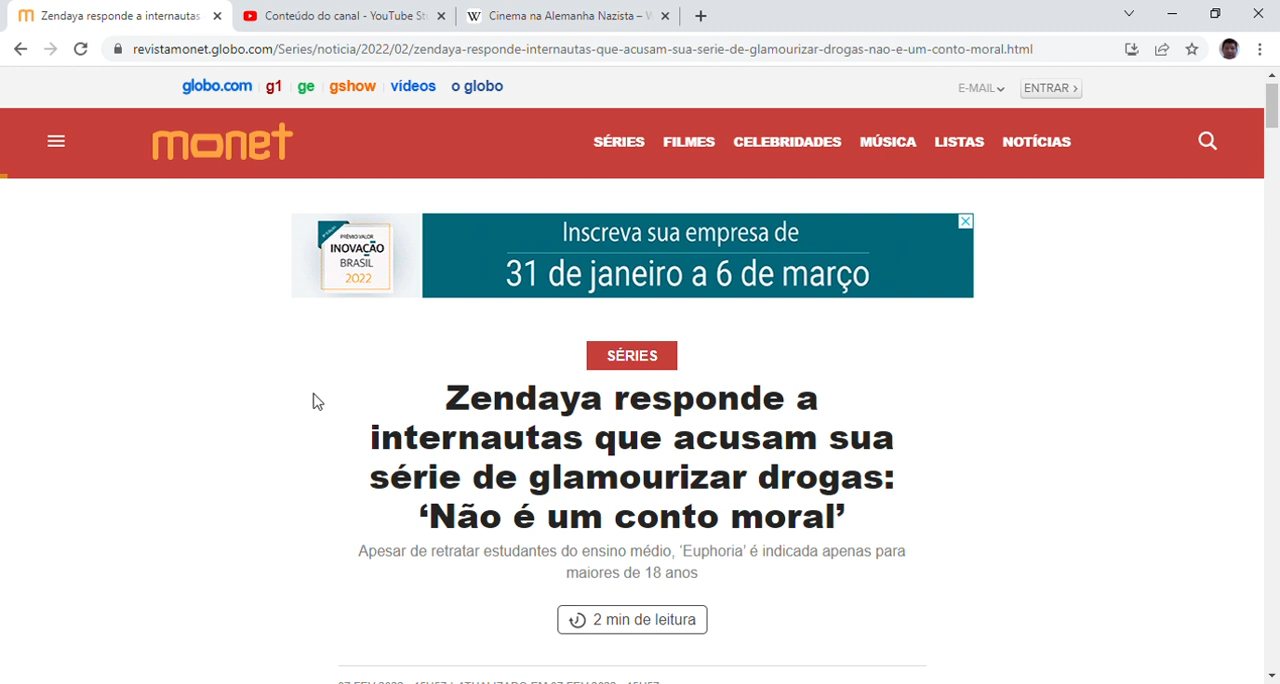 Zendaya responde a internautas
Conteúdo do canal - YouTube St
W Cinema na Alemanha Nazista –
revistamonet.globo.com/Series/noticia/2022/02/zendaya-responde-internautas-que-acusam-sua-serie-de-glamourizar-drogas-nao-e-um-conto-moral.html
globo.com g1 ge gshow vídeos o globo
E-MAIL ENTRAR ›
monet
SÉRIES FILMES CELEBRIDADES MÚSICA LISTAS NOTÍCIAS
PRÊMIO VALOR
INOVAÇÃO
BRASIL
2022
Inscreva sua empresa de
31 de janeiro a 6 de março
SÉRIES
Zendaya responde a
internautas que acusam sua
série de glamourizar drogas:
‘Não é um conto moral’
Apesar de retratar estudantes do ensino médio, ‘Euphoria’ é indicada apenas para
maiores de 18 anos
2 min de leitura